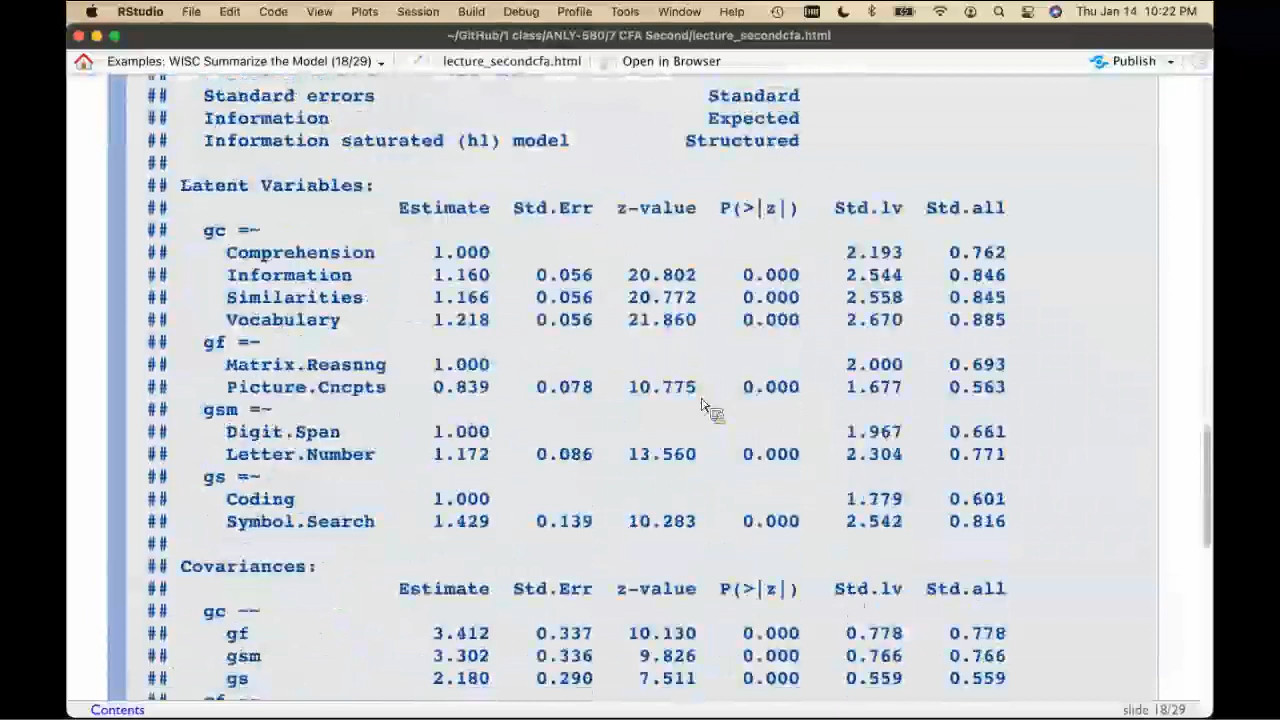 RStudio File Edit Code View Plots Session Build Debug Profile Tools Window Help Thu Jan 14 10:22 PM
~/GitHub/1 class/ANLY-580/7 CFA Second/lecture_secondcfa.html
Examples: WISC Summarize the Model (18/29) lecture_secondcfa.html Open in Browser Publish
## Standard errors Standard
## Information Expected
## Information saturated (h1) model Structured
##
## Latent Variables:
## Estimate Std.Err z-value P(>|z|) Std.lv Std.all
## gc =~
## Comprehension 1.000 2.193 0.762
## Information 1.160 0.056 20.802 0.000 2.544 0.846
## Similarities 1.166 0.056 20.772 0.000 2.558 0.845
## Vocabulary 1.218 0.056 21.860 0.000 2.670 0.885
## gf =~
## Matrix.Reasnng 1.000 2.000 0.693
## Picture.Cncpts 0.839 0.078 10.775 0.000 1.677 0.563
## gsm =~
## Digit.Span 1.000 1.967 0.661
## Letter.Number 1.172 0.086 13.560 0.000 2.304 0.771
## gs =~
## Coding 1.000 1.779 0.601
## Symbol.Search 1.429 0.139 10.283 0.000 2.542 0.816
##
## Covariances:
## Estimate Std.Err z-value P(>|z|) Std.lv Std.all
## gc ~~
## gf 3.412 0.337 10.130 0.000 0.778 0.778
## gsm 3.302 0.336 9.826 0.000 0.766 0.766
## gs 2.180 0.290 7.511 0.000 0.559 0.559
Contents slide 18/29